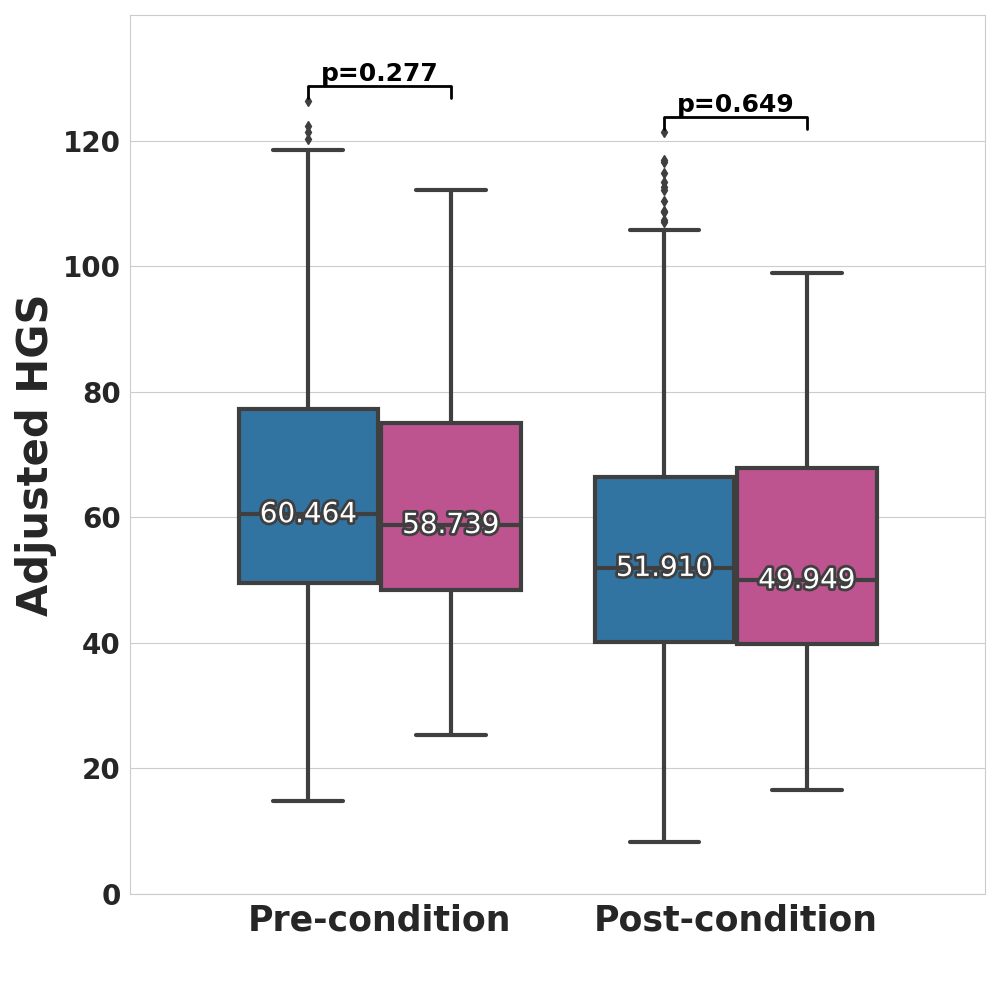 p=0.277
p=0.649
120
100
80
60
40
20
0
Adjusted HGS
60.464
58.739
51.910
49.949
Pre-condition
Post-condition